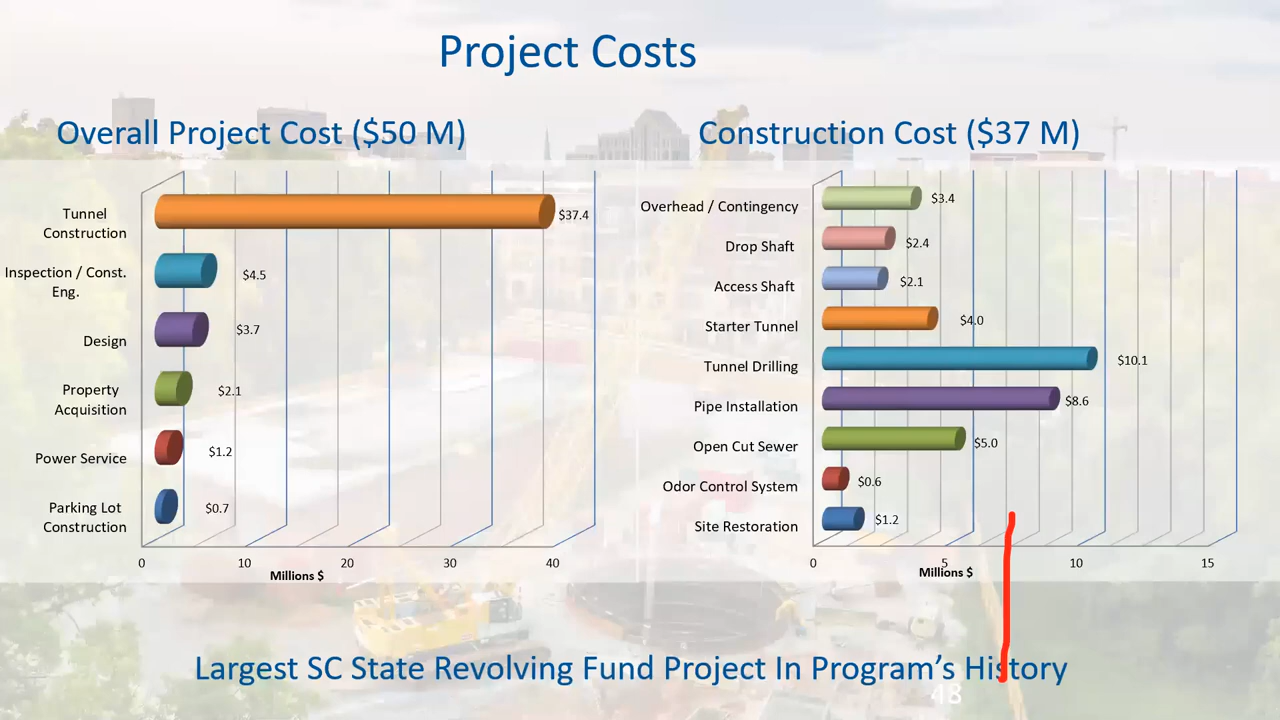 Project Costs
Overall Project Cost ($50 M)
Tunnel
Construction
$37.4
Inspection / Const.
Eng.
$4.5
Design
$3.7
Property
Acquisition
$2.1
Power Service
$1.2
Parking Lot
Construction
$0.7
0 10 20 30 40
Millions $
Construction Cost ($37 M)
Overhead / Contingency
$3.4
Drop Shaft
$2.4
Access Shaft
$2.1
Starter Tunnel
$4.0
Tunnel Drilling
$10.1
Pipe Installation
$8.6
Open Cut Sewer
$5.0
Odor Control System
$0.6
Site Restoration
$1.2
0 5 10 15
Millions $
Largest SC State Revolving Fund Project In Program’s History
48